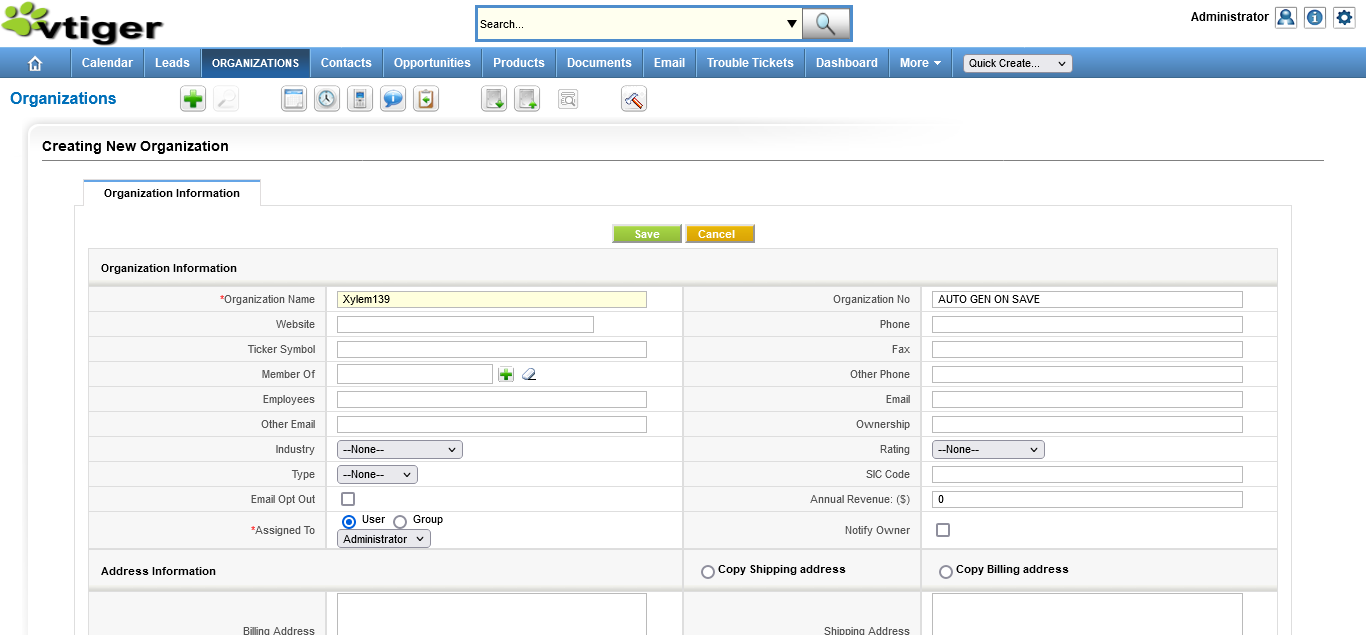 vtiger
Search...
Administrator
Calendar Leads ORGANIZATIONS Contacts Opportunities Products Documents Email Trouble Tickets Dashboard More Quick Create...
Organizations
Creating New Organization
Organization Information
Save Cancel
Organization Information
*Organization Name Xylem139 Organization No AUTO GEN ON SAVE
Website Phone
Ticker Symbol Fax
Member Of Other Phone
Employees Email
Other Email Ownership
Industry --None-- Rating --None--
Type --None-- SIC Code
Email Opt Out Annual Revenue: ($) 0
*Assigned To User Group Notify Owner
Administrator
Address Information Copy Shipping address Copy Billing address
Billing Address Shipping Address